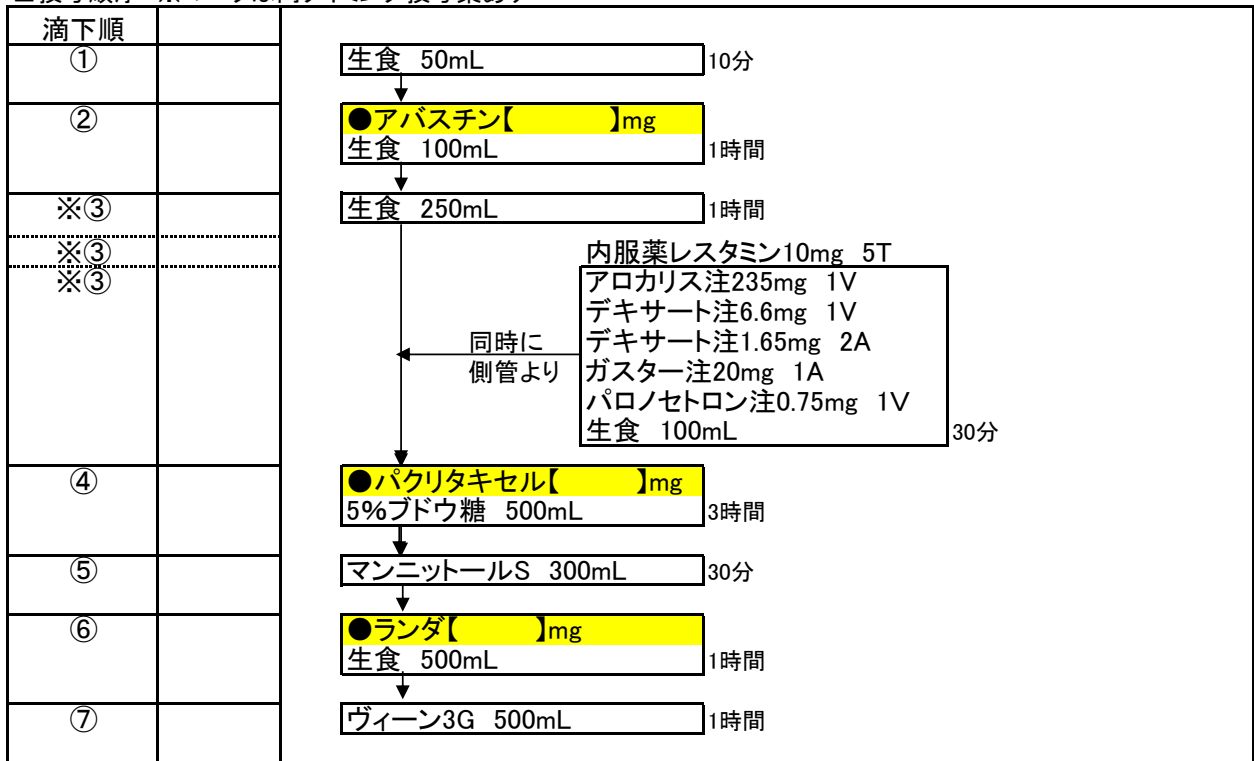 滴下順
① 生食 50mL 10分
② ●アバスチン【 】mg
生食 100mL 1時間
※③ 生食 250mL 1時間
※③ 内服薬レスタミン10mg 5T
※③ アロカリス注235mg 1V
デキサート注6.6mg 1V
同時に デキサート注1.65mg 2A
側管より ガスター注20mg 1A
パロノセトロン注0.75mg 1V
生食 100mL 30分
④ ●パクリタキセル【 】mg
5%ブドウ糖 500mL 3時間
⑤ マンニットールS 300mL 30分
⑥ ●ランダ【 】mg
生食 500mL 1時間
⑦ ヴィーン3G 500mL 1時間